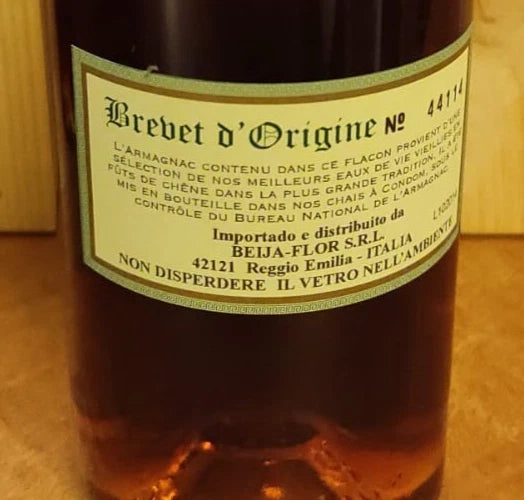 Brevet d'Origine Nº 44114
L'ARMAGNAC CONTENU DANS CE FLACON PROVIENT D'UNE
SÉLECTION DE NOS MEILLEURS EAUX DE VIE VIEILLIES EN
FÛTS DE CHÊNE DANS LA PLUS GRANDE TRADITION, IL A ÉTÉ
MIS EN BOUTEILLE DANS NOS CHAIS À CONDOM, SOUS LE
CONTRÔLE DU BUREAU NATIONAL DE L'ARMAGNAC.
Importado e distribuito da
BEIJA-FLOR S.R.L.
42121 Reggio Emilia - ITALIA
NON DISPERDERE IL VETRO NELL'AMBIENTE